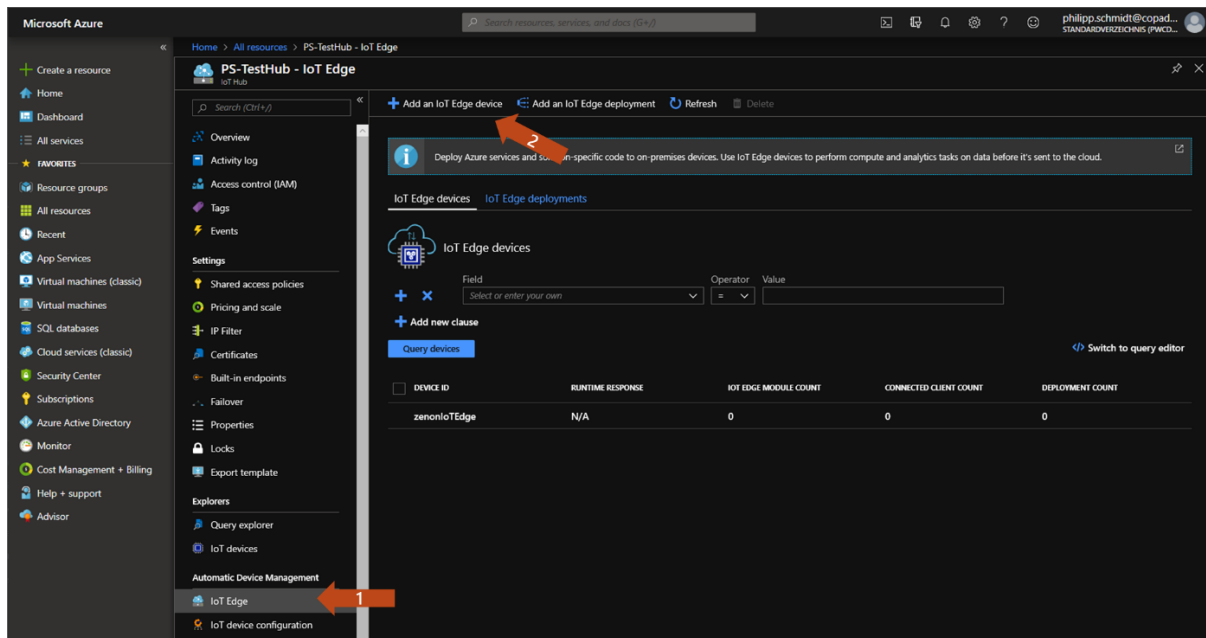 Microsoft Azure
Search resources, services, and docs (G+/)
philipp.schmidt@copad...
STANDARDVERZEICHNIS (PWCD...
Home > All resources > PS-TestHub - IoT Edge
Create a resource
Home
Dashboard
All services
FAVORITES
Resource groups
All resources
Recent
App Services
Virtual machines (classic)
Virtual machines
SQL databases
Cloud services (classic)
Security Center
Subscriptions
Azure Active Directory
Monitor
Cost Management + Billing
Help + support
Advisor
PS-TestHub - IoT Edge
IoT Hub
Search (Ctrl+/)
Overview
Activity log
Access control (IAM)
Tags
Events
Settings
Shared access policies
Pricing and scale
IP Filter
Certificates
Built-in endpoints
Failover
Properties
Locks
Export template
Explorers
Query explorer
IoT devices
Automatic Device Management
IoT Edge
1
IoT device configuration
Add an IoT Edge device
Add an IoT Edge deployment
Refresh
Delete
2
Deploy Azure services and on-specific code to on-premises devices. Use IoT Edge devices to perform compute and analytics tasks on data before it's sent to the cloud.
IoT Edge devices
IoT Edge deployments
IoT Edge devices
Field Operator Value
Select or enter your own =
Add new clause
Query devices
Switch to query editor
DEVICE ID RUNTIME RESPONSE IOT EDGE MODULE COUNT CONNECTED CLIENT COUNT DEPLOYMENT COUNT
zenonIoTEdge N/A 0 0 0